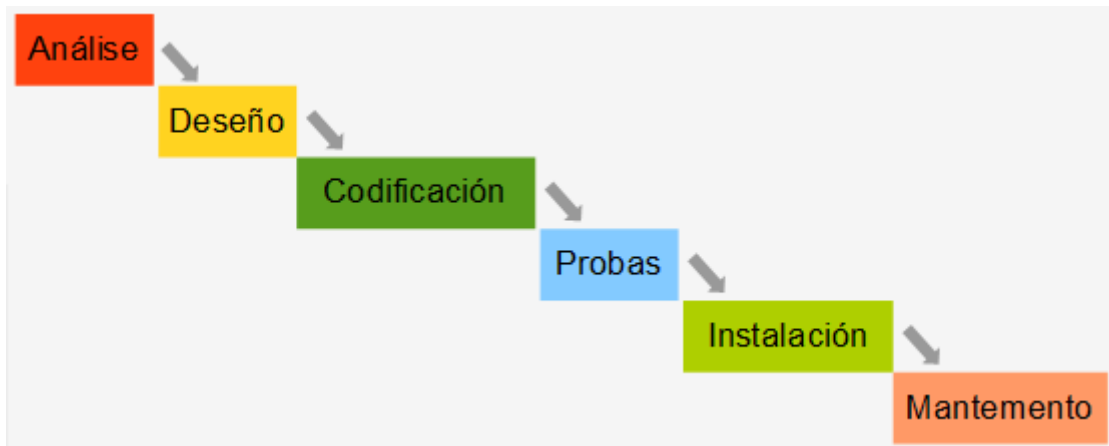 Análise
Deseño
Codificación
Probas
Instalación
Mantemento